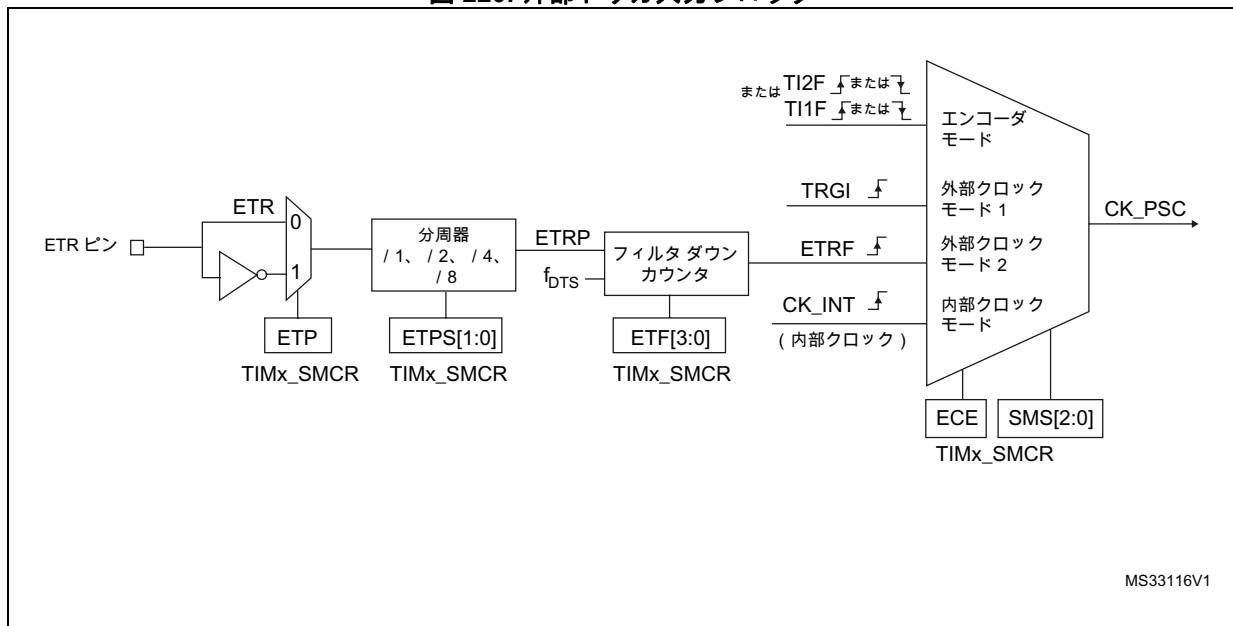 または TI2F または
TI1F または
エンコーダ
モード
TRGI
外部クロック
モード 1
CK_PSC
ETR
0
1
ETR ピン
分周器
/ 1、 / 2、 / 4、
/ 8
ETRP
fDTS
フィルタ ダウン
カウンタ
ETRF
外部クロック
モード 2
CK_INT
(内部クロック)
内部クロック
モード
ETP
TIMx_SMCR
ETPS[1:0]
TIMx_SMCR
ETF[3:0]
TIMx_SMCR
ECE
SMS[2:0]
TIMx_SMCR
MS33116V1